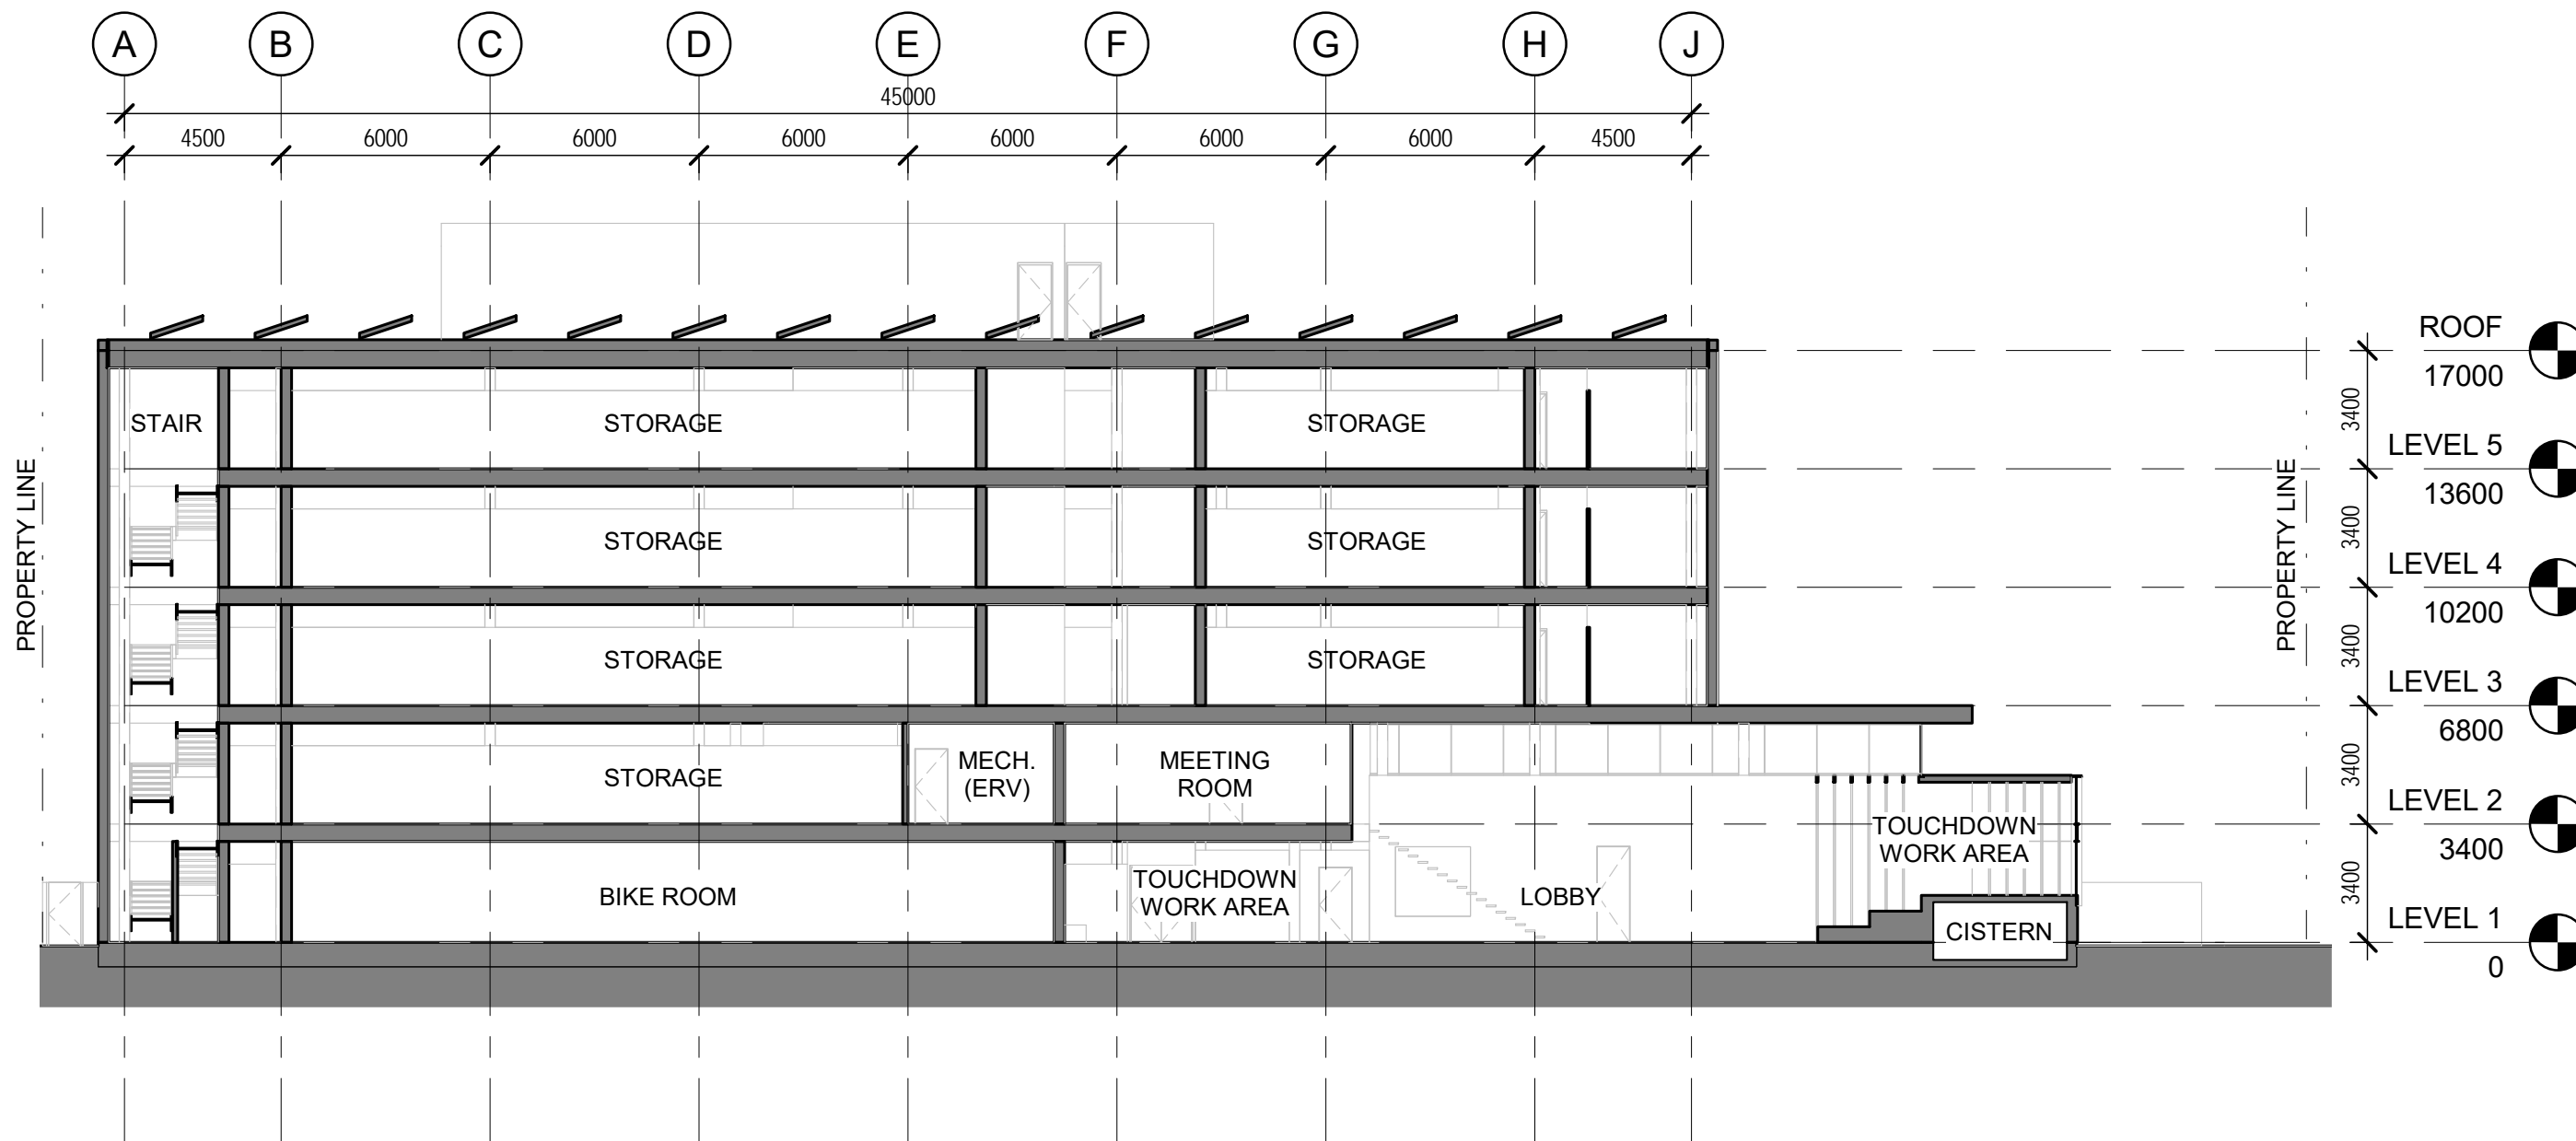 A B C D E F G H J
45000
4500 6000 6000 6000 6000 6000 6000 4500
ROOF
17000
3400
STAIR STORAGE STORAGE
LEVEL 5
13600
3400
STORAGE STORAGE
LEVEL 4
10200
3400
STORAGE STORAGE
LEVEL 3
6800
3400
STORAGE
MECH.
(ERV)
MEETING
ROOM
LEVEL 2
3400
3400
TOUCHDOWN
WORK AREA
BIKE ROOM
TOUCHDOWN
WORK AREA
LOBBY
CISTERN
LEVEL 1
0
PROPERTY LINE
PROPERTY LINE